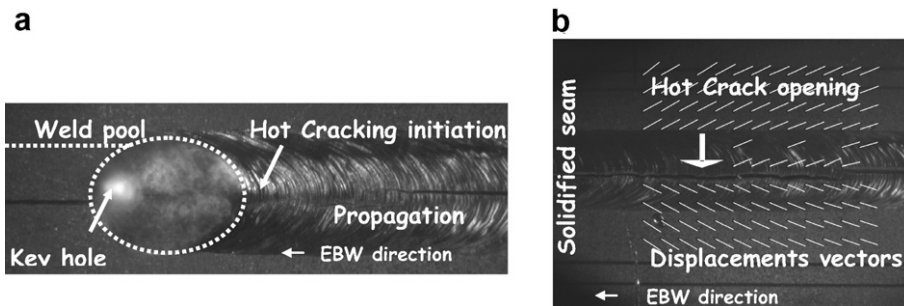 a
Weld pool
Hot Cracking initiation
Propagation
Kev hole
EBW direction
b
Solidified seam
Hot Crack opening
Displacements vectors
EBW direction